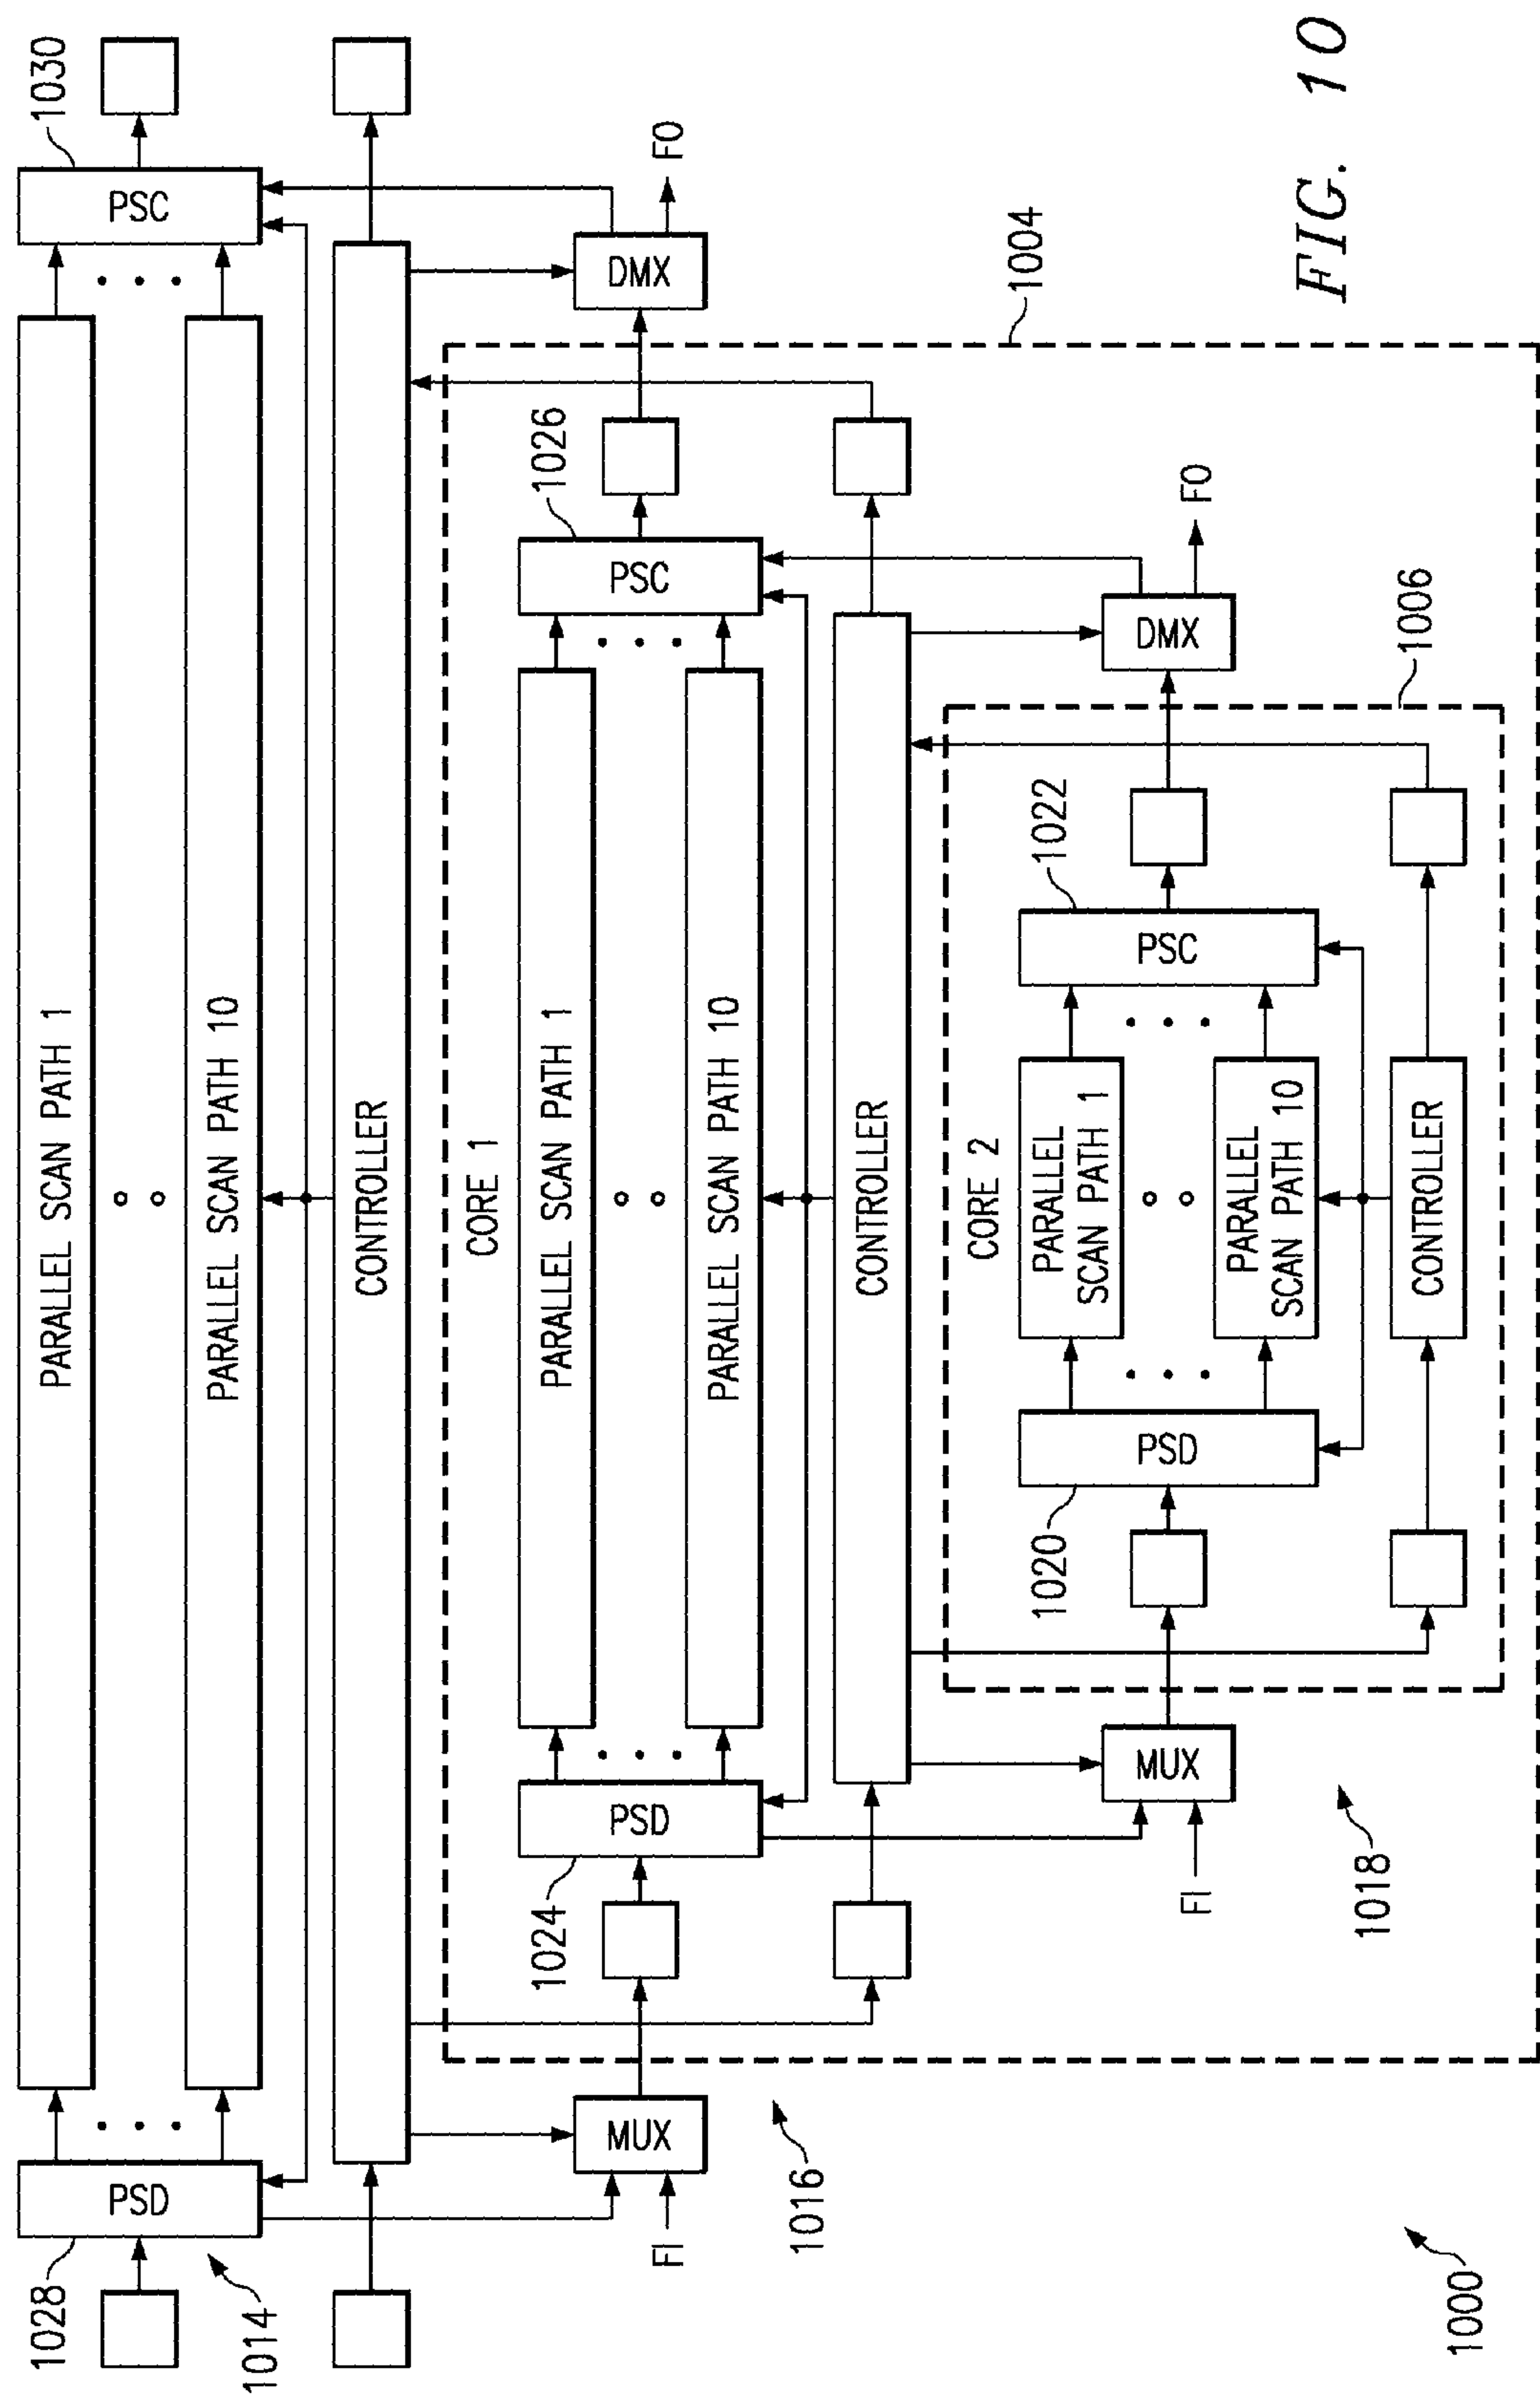 1028
1014
PSD
PARALLEL SCAN PATH 1
PARALLEL SCAN PATH 10
PSC
1030
CONTROLLER
FI
MUX
1016
DMX
FO
1004
CORE 1
1024
PSD
PARALLEL SCAN PATH 1
PARALLEL SCAN PATH 10
PSC
1026
CONTROLLER
FI
MUX
1018
DMX
FO
1006
CORE 2
1020
PSD
PARALLEL
SCAN PATH 1
PARALLEL
SCAN PATH 10
PSC
1022
CONTROLLER
1000
FIG. 10